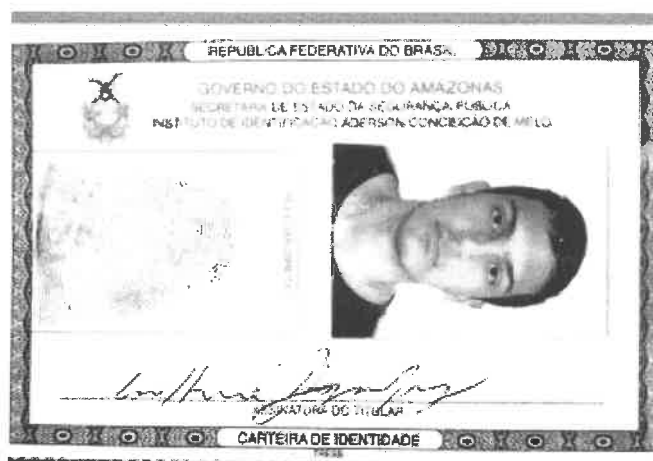 REPUBLICA FEDERATIVA DO BRASIL
GOVERNO DO ESTADO DO AMAZONAS
SECRETARIA DE ESTADO DA SEGURANÇA PUBLICA
INSTITUTO DE IDENTIFICAÇÃO ADERSON CONCEIÇÃO DE MELO
ASSINATURA DO TITULAR
CARTEIRA DE IDENTIDADE